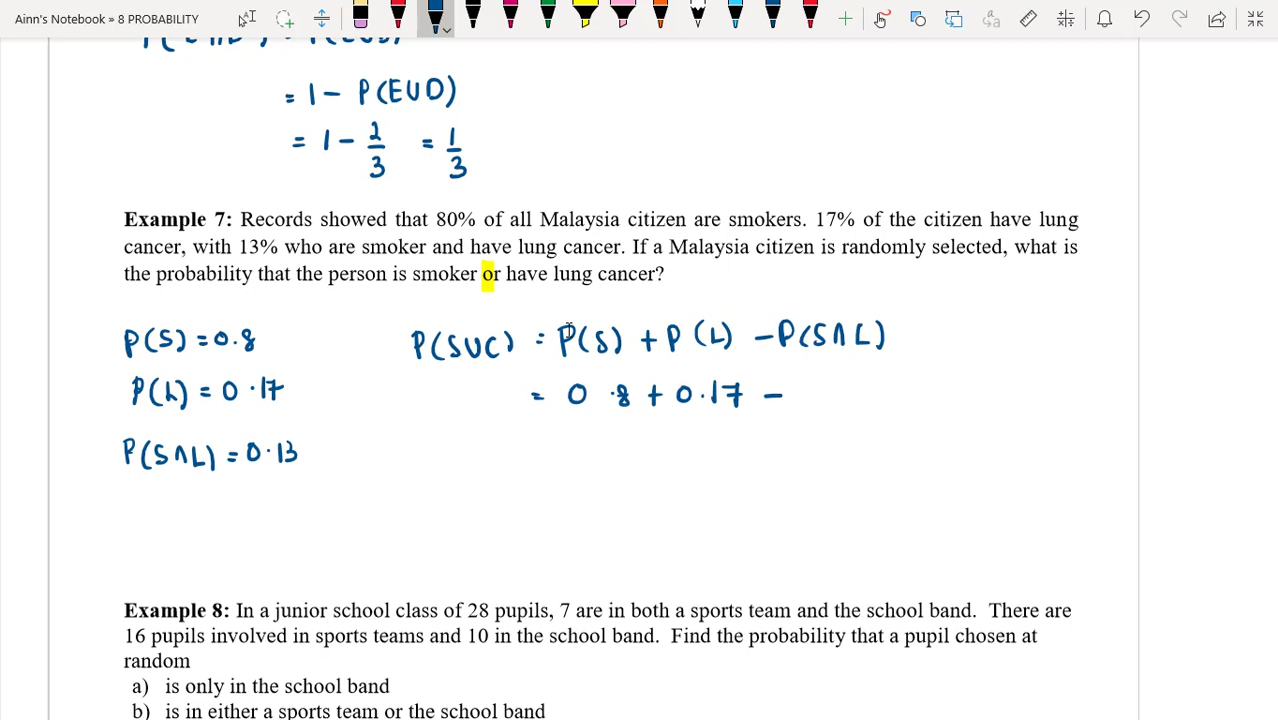 Ainn's Notebook » 8 PROBABILITY
= 1 - P(EUD)
= 1 - 2/3 = 1/3
Example 7: Records showed that 80% of all Malaysia citizen are smokers. 17% of the citizen have lung
cancer, with 13% who are smoker and have lung cancer. If a Malaysia citizen is randomly selected, what is
the probability that the person is smoker or have lung cancer?
P(S) = 0.8
P(L) = 0.17
P(S∩L) = 0.13
P(SUC) = P(S) + P(L) - P(S∩L)
= 0.8 + 0.17 -
Example 8: In a junior school class of 28 pupils, 7 are in both a sports team and the school band. There are
16 pupils involved in sports teams and 10 in the school band. Find the probability that a pupil chosen at
random
a) is only in the school band
b) is in either a sports team or the school band